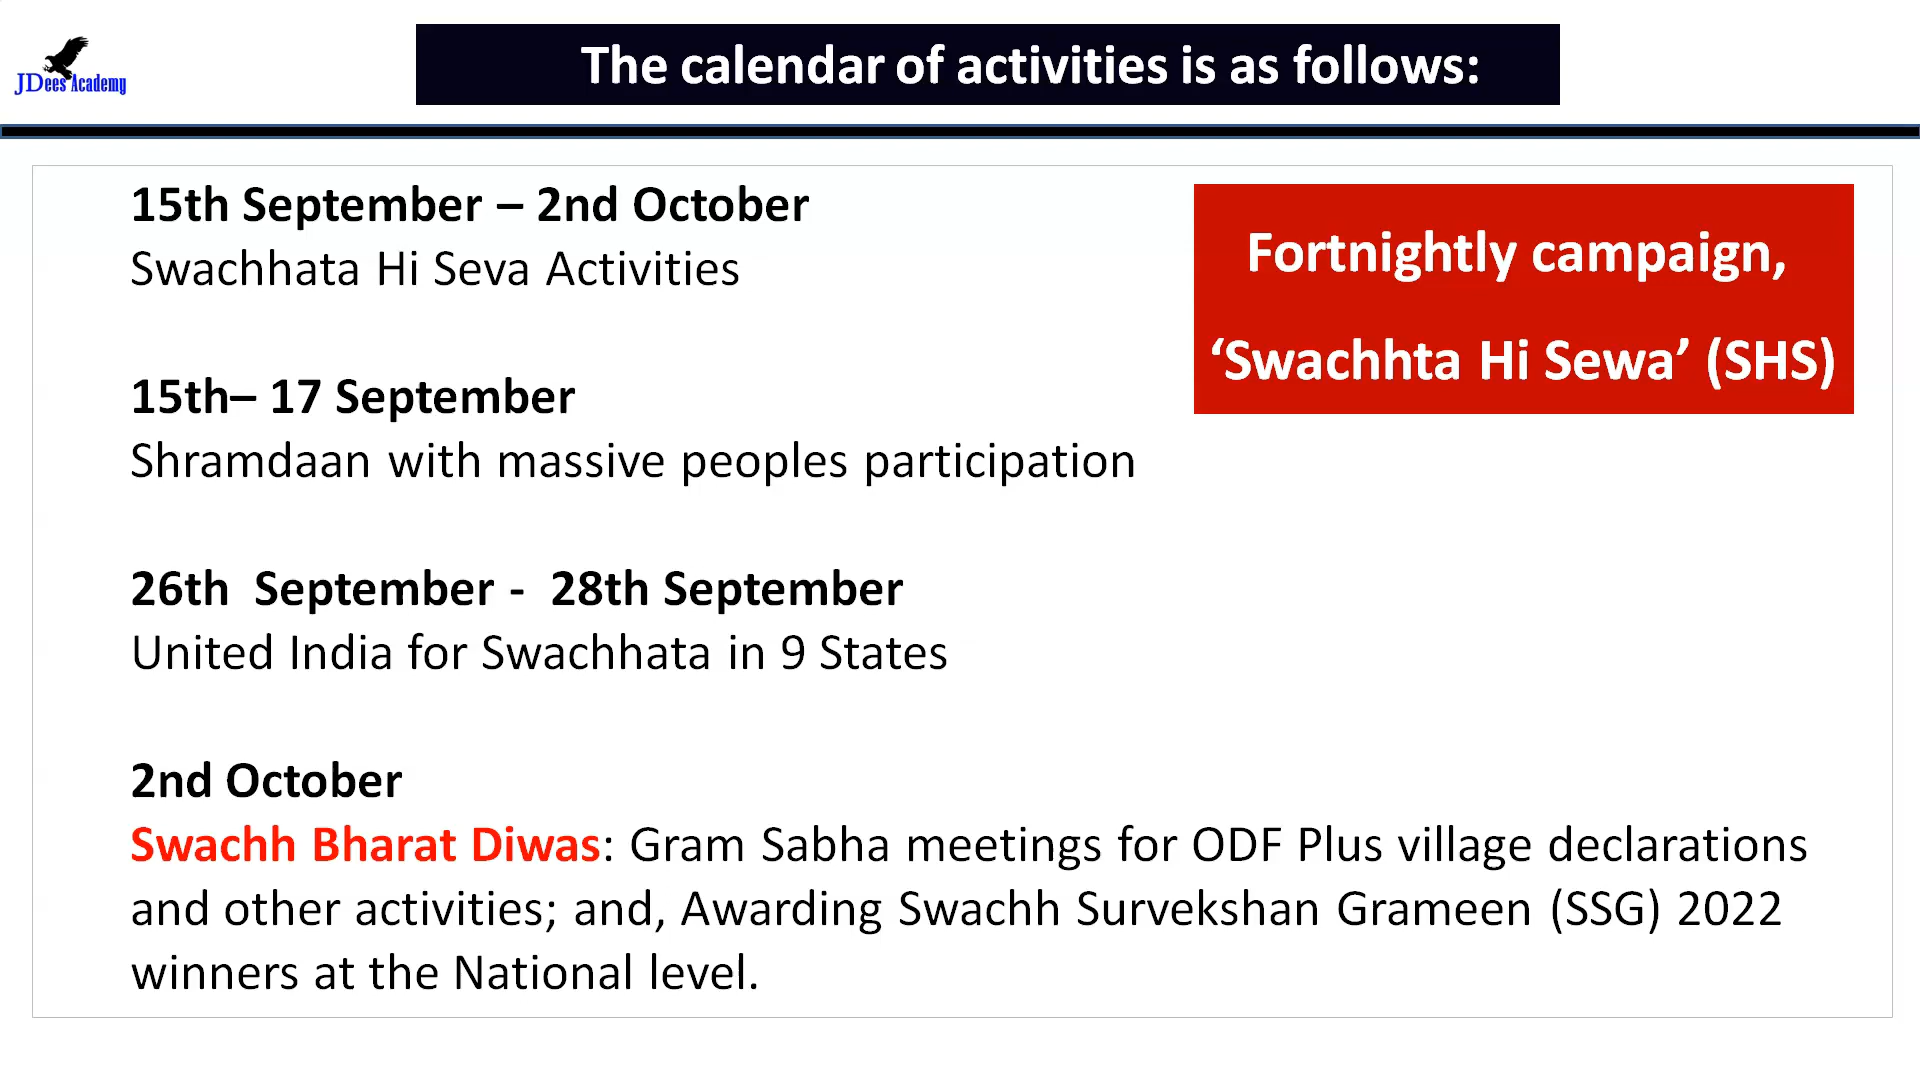 JDees Academy
The calendar of activities is as follows:
15th September – 2nd October
Swachhata Hi Seva Activities
Fortnightly campaign,
‘Swachhta Hi Sewa’ (SHS)
15th– 17 September
Shramdaan with massive peoples participation
26th September - 28th September
United India for Swachhata in 9 States
2nd October
Swachh Bharat Diwas: Gram Sabha meetings for ODF Plus village declarations
and other activities; and, Awarding Swachh Survekshan Grameen (SSG) 2022
winners at the National level.